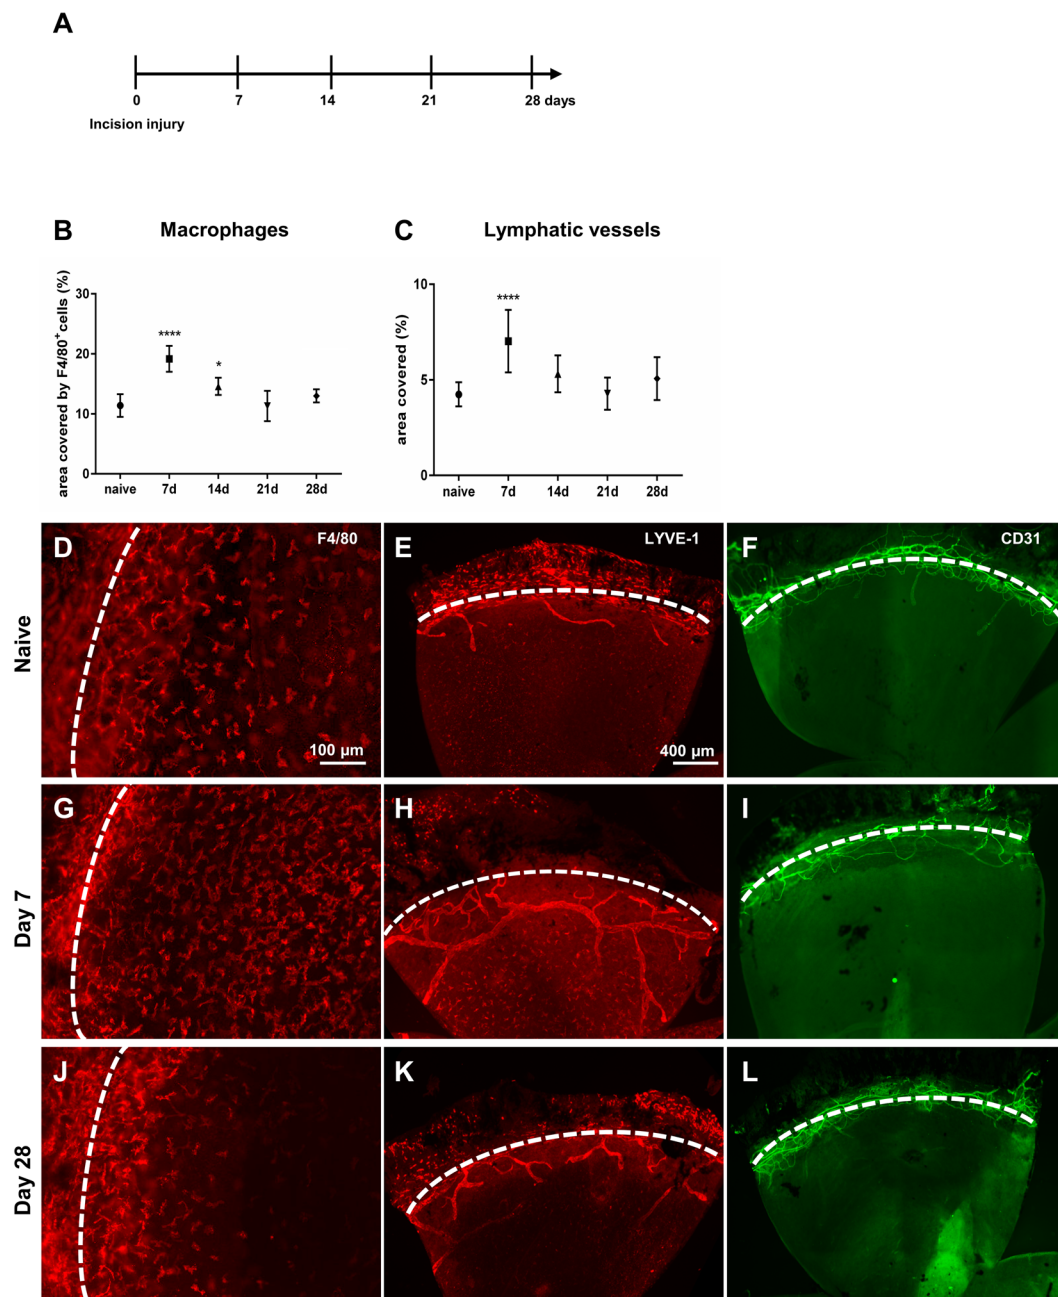 A
0
7
14
21
28 days
Incision injury
B
Macrophages
area covered by F4/80⁺cells (%)
30
20
10
0
****
*
naive
7d
14d
21d
28d
C
Lymphatic vessels
area covered (%)
10
5
0
****
naive
7d
14d
21d
28d
Naive
D
F4/80
100 µm
E
LYVE-1
400 µm
F
CD31
Day 7
G
H
I
Day 28
J
K
L